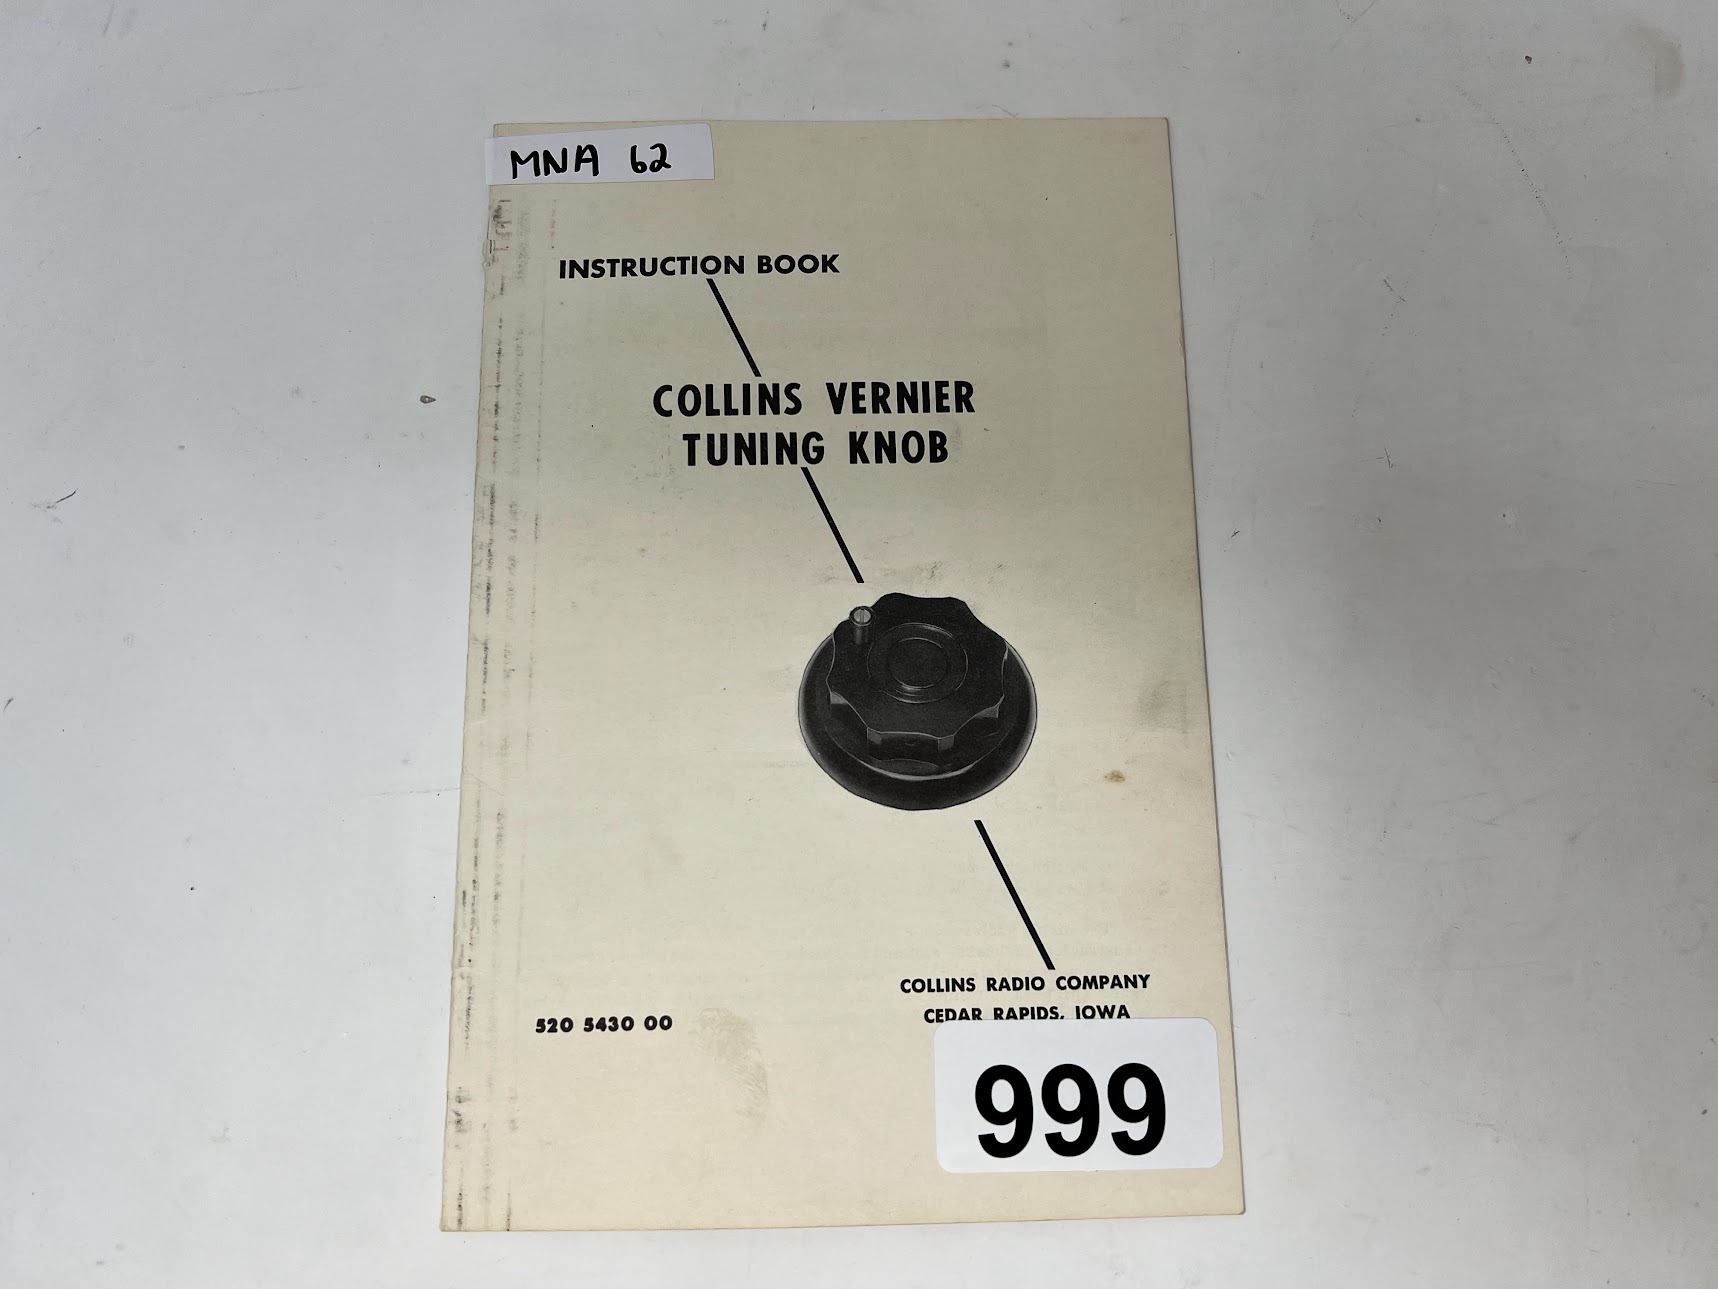 MNA 62
INSTRUCTION BOOK
COLLINS VERNIER
TUNING KNOB
COLLINS RADIO COMPANY
CEDAR RAPIDS, IOWA
520 5430 00
999